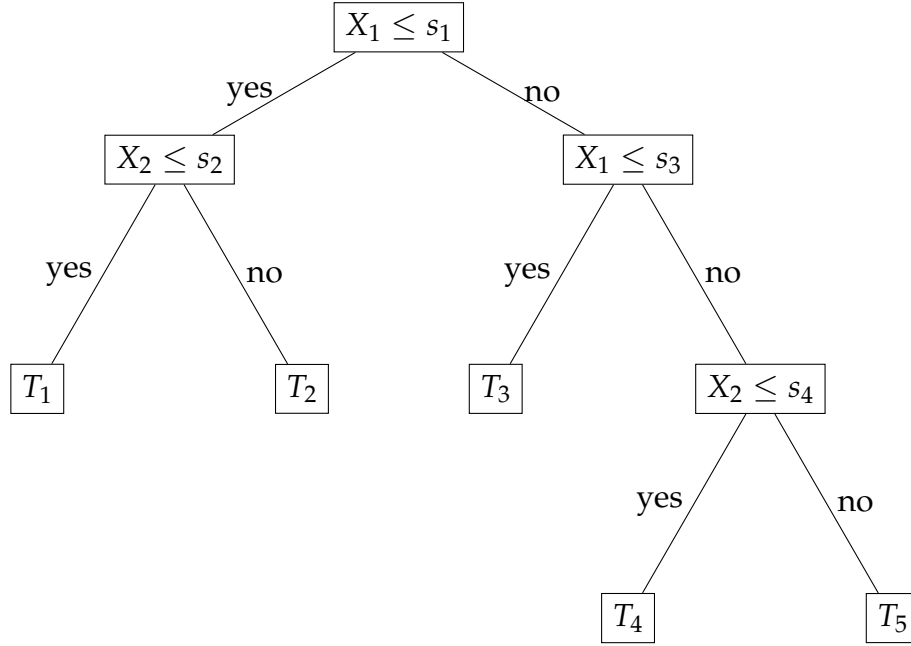 X₁ ≤ s₁
yes no
X₂ ≤ s₂ X₁ ≤ s₃
yes no yes no
T₁ T₂ T₃ X₂ ≤ s₄
yes no
T₄ T₅